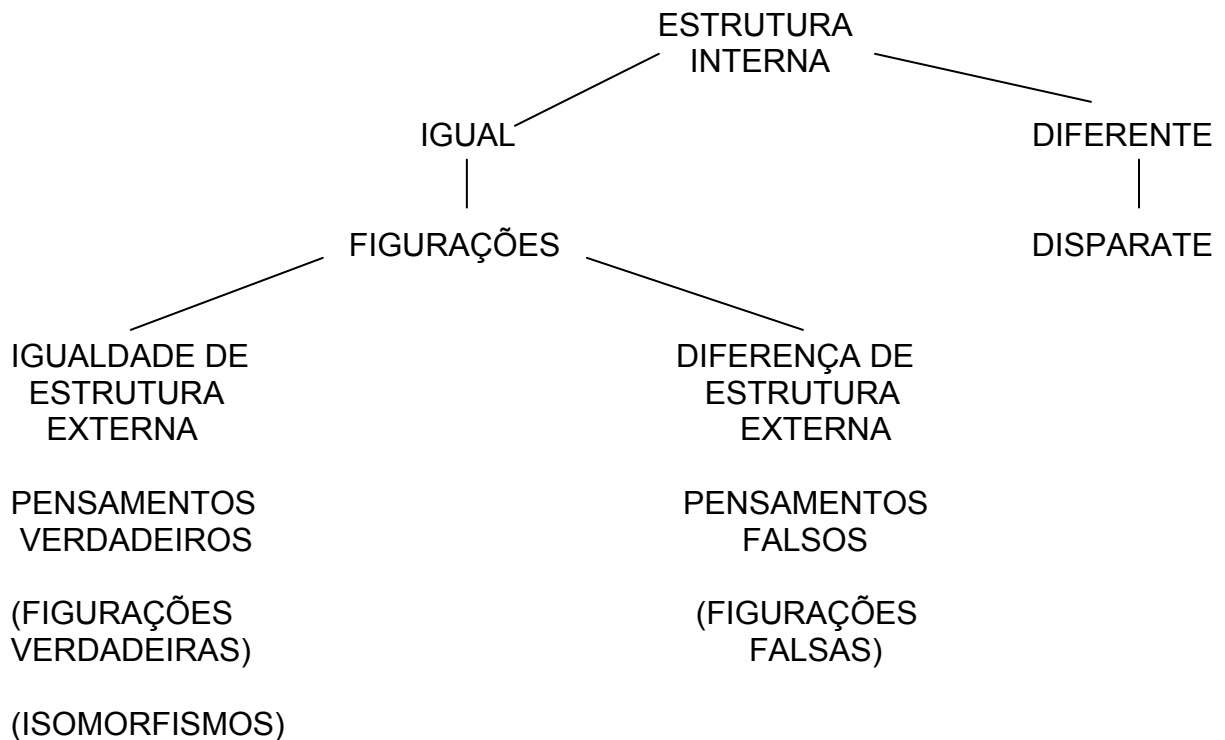 ESTRUTURA
INTERNA
IGUAL
DIFERENTE
FIGURAÇÕES
DISPARATE
IGUALDADE DE
ESTRUTURA
EXTERNA
DIFERENÇA DE
ESTRUTURA
EXTERNA
PENSAMENTOS
VERDADEIROS
PENSAMENTOS
FALSOS
(FIGURAÇÕES
VERDADEIRAS)
(FIGURAÇÕES
FALSAS)
(ISOMORFISMOS)